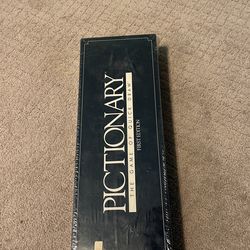 PICTIONARY
THE GAME OF QUICK DRAW
FIRST EDITION